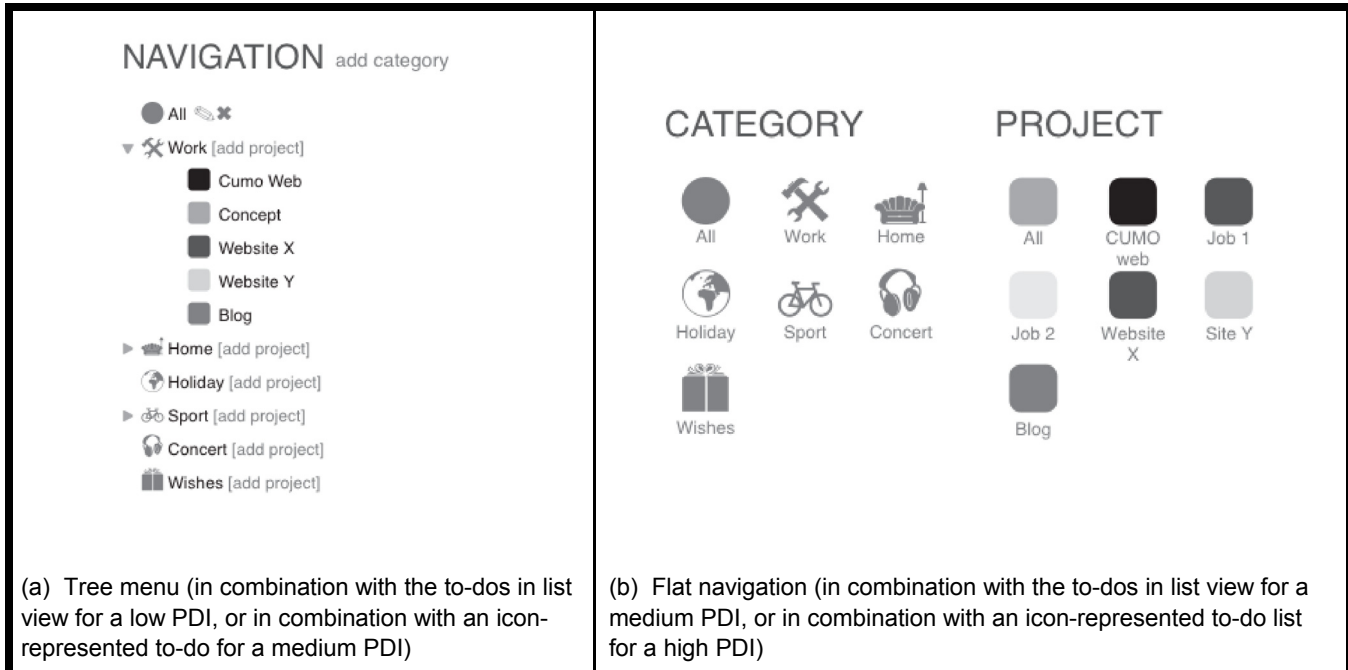 NAVIGATION add category
All
Work [add project]
Cumo Web
Concept
Website X
Website Y
Blog
Home [add project]
Holiday [add project]
Sport [add project]
Concert [add project]
Wishes [add project]
(a) Tree menu (in combination with the to-dos in list
view for a low PDI, or in combination with an icon-
represented to-do for a medium PDI)
CATEGORY
All Work Home
Holiday Sport Concert
Wishes
PROJECT
All CUMO Job 1
web
Job 2 Website Site Y
X
Blog
(b) Flat navigation (in combination with the to-dos in list view for a
medium PDI, or in combination with an icon-represented to-do list
for a high PDI)